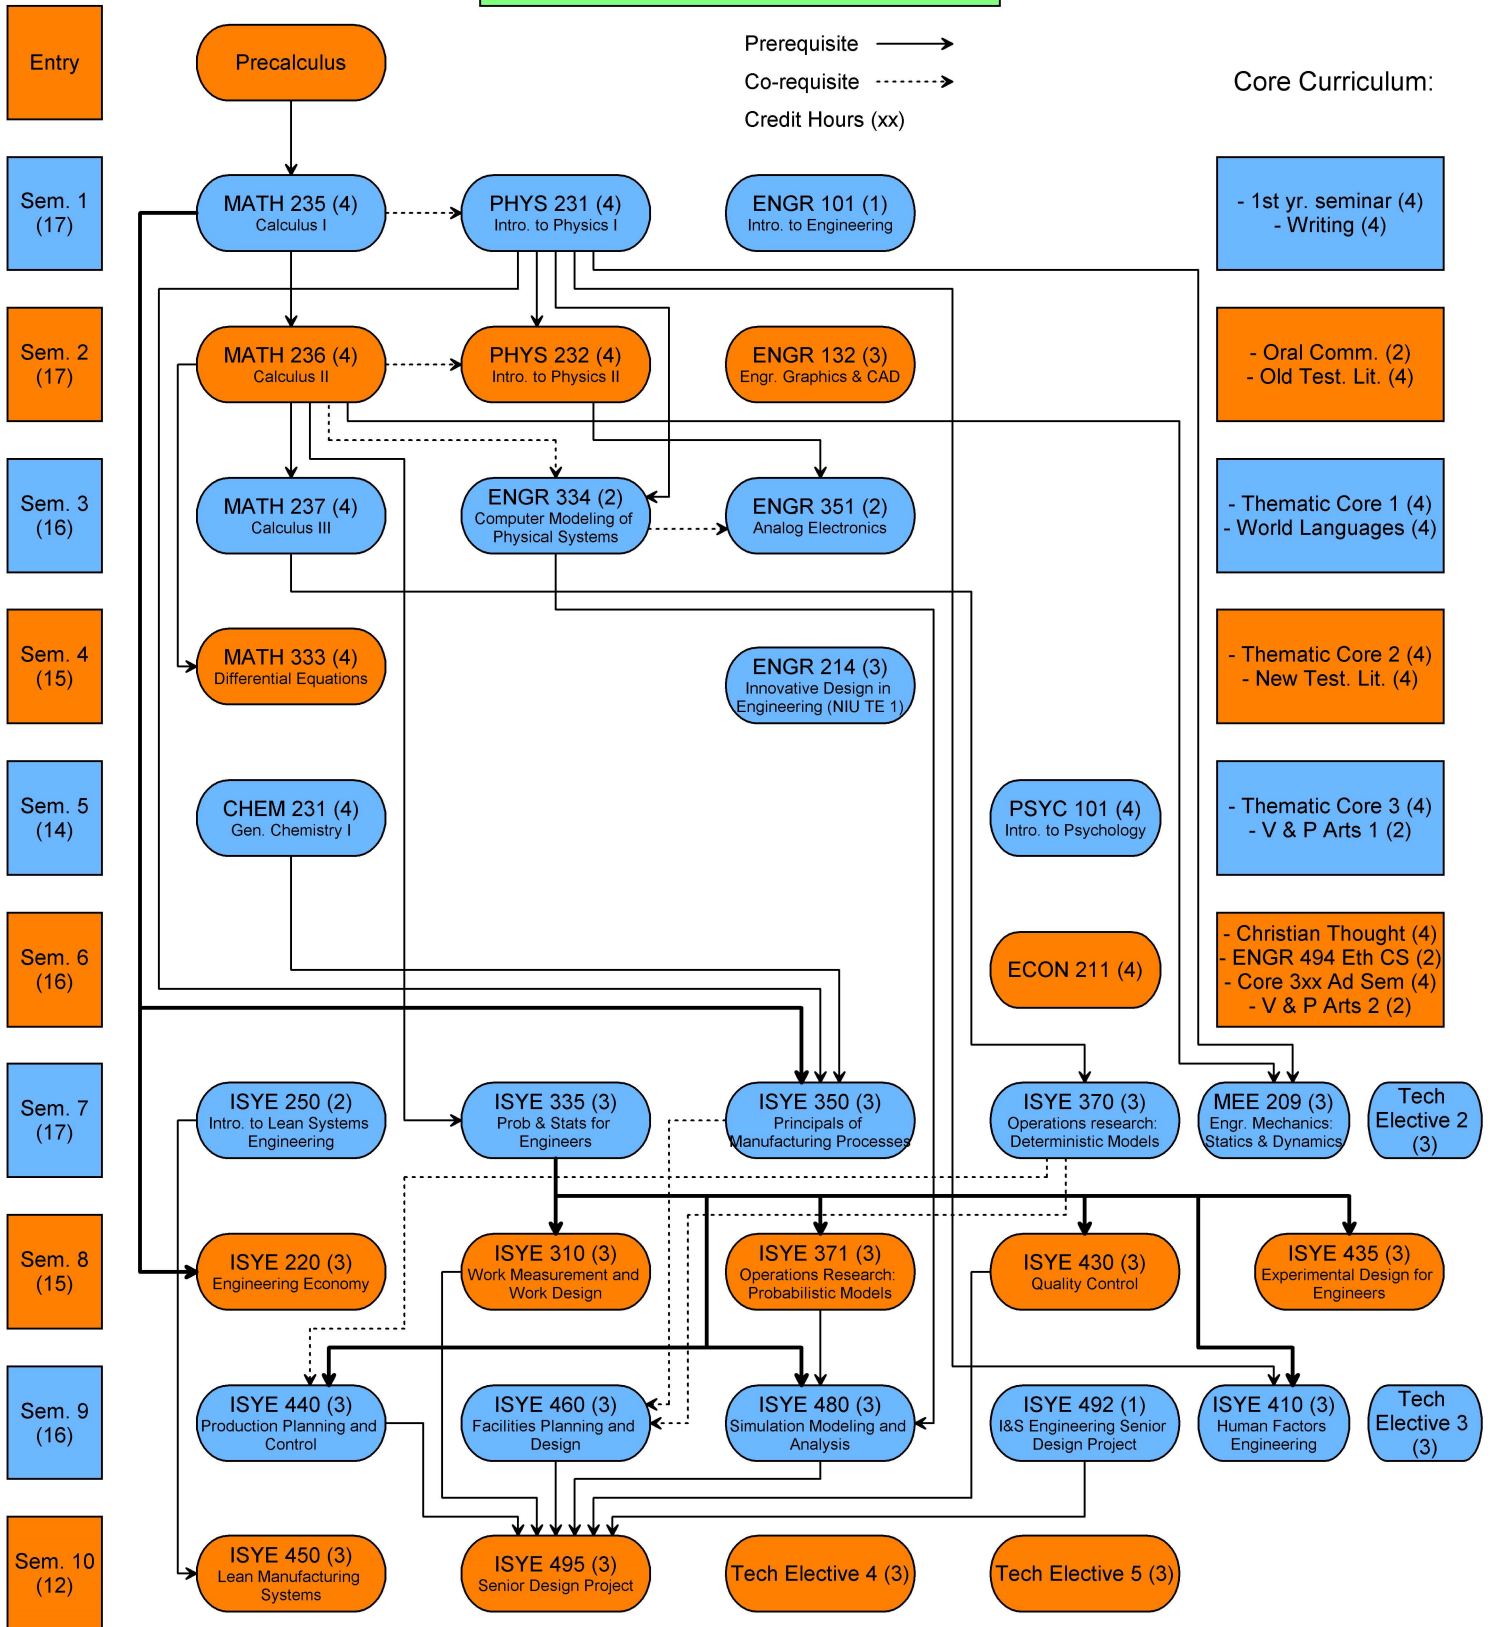 Prerequisite
Co-requisite
Credit Hours (xx)
Core Curriculum:
Entry
Precalculus
Sem. 1
(17)
MATH 235 (4)
Calculus I
PHYS 231 (4)
Intro. to Physics I
ENGR 101 (1)
Intro. to Engineering
- 1st yr. seminar (4)
- Writing (4)
Sem. 2
(17)
MATH 236 (4)
Calculus II
PHYS 232 (4)
Intro. to Physics II
ENGR 132 (3)
Engr. Graphics & CAD
- Oral Comm. (2)
- Old Test. Lit. (4)
Sem. 3
(16)
MATH 237 (4)
Calculus III
ENGR 334 (2)
Computer Modeling of
Physical Systems
ENGR 351 (2)
Analog Electronics
- Thematic Core 1 (4)
- World Languages (4)
Sem. 4
(15)
MATH 333 (4)
Differential Equations
ENGR 214 (3)
Innovative Design in
Engineering (NIU TE 1)
- Thematic Core 2 (4)
- New Test. Lit. (4)
Sem. 5
(14)
CHEM 231 (4)
Gen. Chemistry I
PSYC 101 (4)
Intro. to Psychology
- Thematic Core 3 (4)
- V & P Arts 1 (2)
Sem. 6
(16)
ECON 211 (4)
- Christian Thought (4)
- ENGR 494 Eth CS (2)
- Core 3xx Ad Sem (4)
- V & P Arts 2 (2)
Sem. 7
(17)
ISYE 250 (2)
Intro. to Lean Systems
Engineering
ISYE 335 (3)
Prob & Stats for
Engineers
ISYE 350 (3)
Principals of
Manufacturing Processes
ISYE 370 (3)
Operations research:
Deterministic Models
MEE 209 (3)
Engr. Mechanics:
Statics & Dynamics
Tech
Elective 2
(3)
Sem. 8
(15)
ISYE 220 (3)
Engineering Economy
ISYE 310 (3)
Work Measurement and
Work Design
ISYE 371 (3)
Operations Research:
Probabilistic Models
ISYE 430 (3)
Quality Control
ISYE 435 (3)
Experimental Design for
Engineers
Sem. 9
(16)
ISYE 440 (3)
Production Planning and
Control
ISYE 460 (3)
Facilities Planning and
Design
ISYE 480 (3)
Simulation Modeling and
Analysis
ISYE 492 (1)
I&S Engineering Senior
Design Project
ISYE 410 (3)
Human Factors
Engineering
Tech
Elective 3
(3)
Sem. 10
(12)
ISYE 450 (3)
Lean Manufacturing
Systems
ISYE 495 (3)
Senior Design Project
Tech Elective 4 (3)
Tech Elective 5 (3)